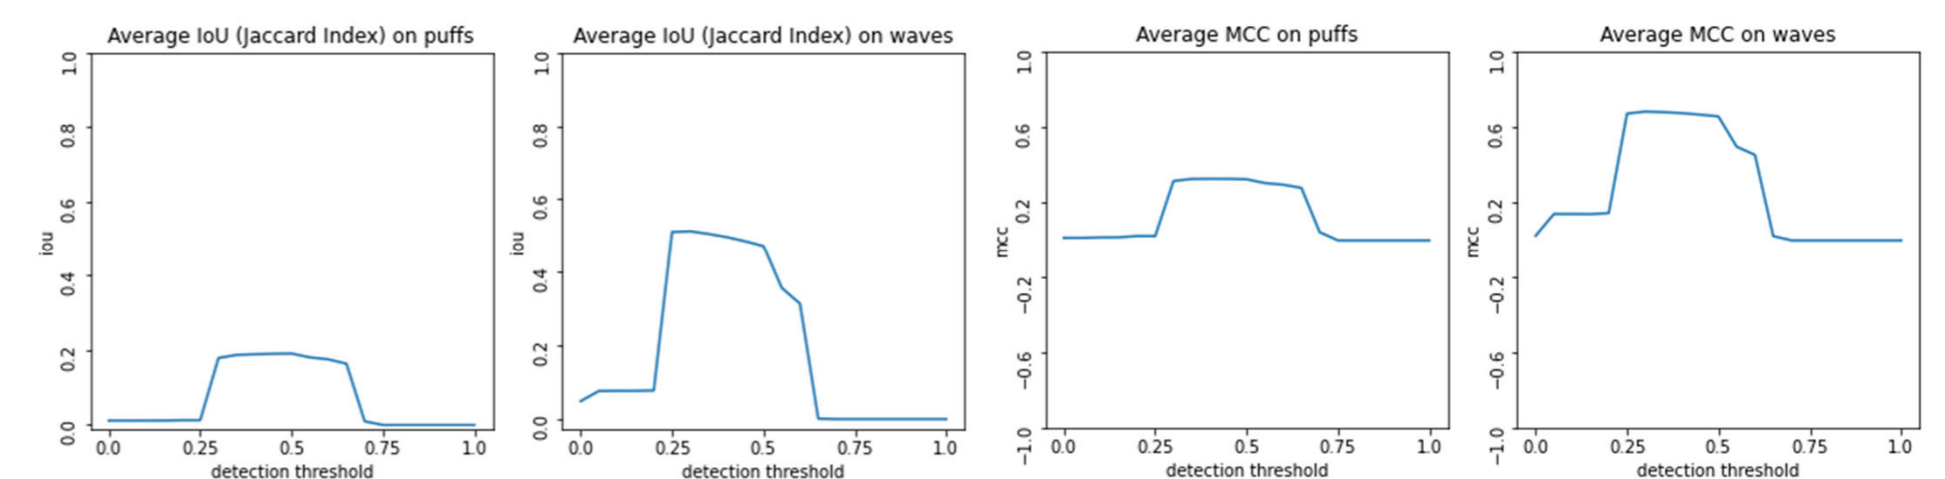 Average IoU (Jaccard Index) on puffs
1.0
0.8
0.6
0.4
0.2
0.0
iou
0.0 0.25 0.5 0.75 1.0
detection threshold
Average IoU (Jaccard Index) on waves
1.0
0.8
0.6
0.4
0.2
0.0
iou
0.0 0.25 0.5 0.75 1.0
detection threshold
Average MCC on puffs
1.0
0.6
0.2
−0.2
−0.6
−1.0
mcc
0.0 0.25 0.5 0.75 1.0
detection threshold
Average MCC on waves
1.0
0.6
0.2
−0.2
−0.6
−1.0
mcc
0.0 0.25 0.5 0.75 1.0
detection threshold